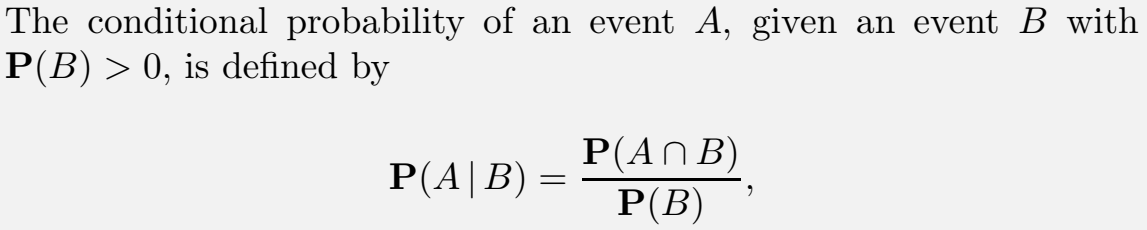 The conditional probability of an event A, given an event B with
P(B) > 0, is defined by
P(A | B) = P(A ∩ B) / P(B),